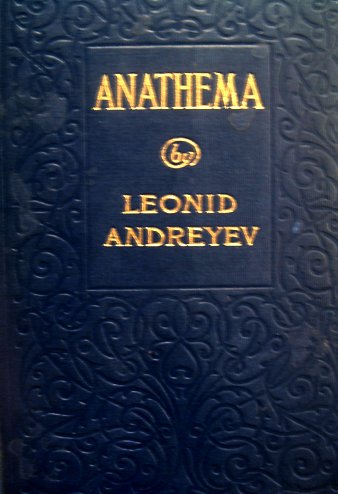 ANATHEMA
by
LEONID
ANDREYEV